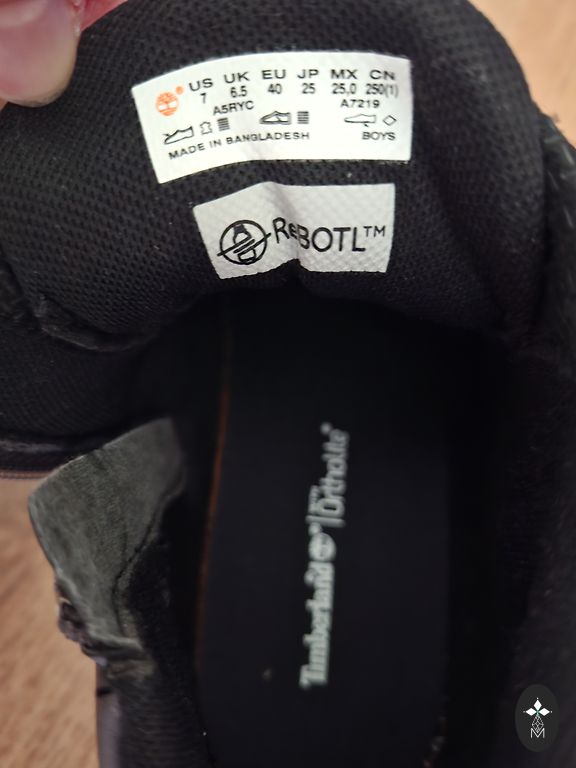 US UK EU JP MX CN
7 6.5 40 25 25,0 250(1)
A5RYC A7219
BOYS
MADE IN BANGLADESH
ReBOTL™
Timberland® | Ortholite®
M